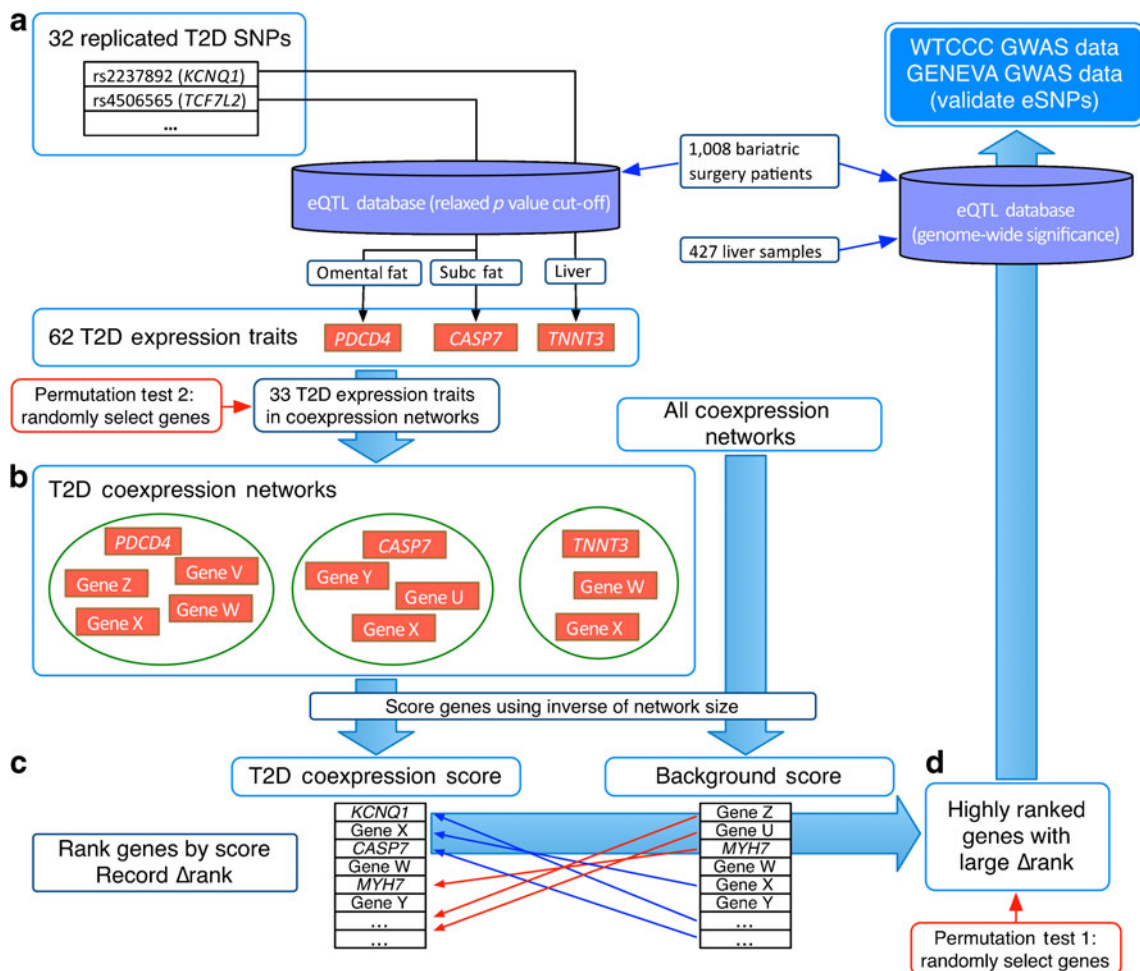 a
32 replicated T2D SNPs
rs2237892 (KCNQ1)
rs4506565 (TCF7L2)
...
WTCCC GWAS data
GENEVA GWAS data
(validate eSNPs)
1,008 bariatric
surgery patients
eQTL database (relaxed p value cut-off)
eQTL database
(genome-wide significance)
427 liver samples
Omental fat
Subc fat
Liver
62 T2D expression traits
PDCD4
CASP7
TNNT3
Permutation test 2:
randomly select genes
33 T2D expression traits
in coexpression networks
All coexpression
networks
b
T2D coexpression networks
PDCD4
Gene V
Gene Z
Gene W
Gene X
CASP7
Gene Y
Gene U
Gene X
TNNT3
Gene W
Gene X
Score genes using inverse of network size
c
T2D coexpression score
Background score
d
Rank genes by score
Record Δrank
KCNQ1
Gene X
CASP7
Gene W
MYH7
Gene Y
...
...
Gene Z
Gene U
MYH7
Gene W
Gene X
Gene Y
...
...
Highly ranked
genes with
large Δrank
Permutation test 1:
randomly select genes